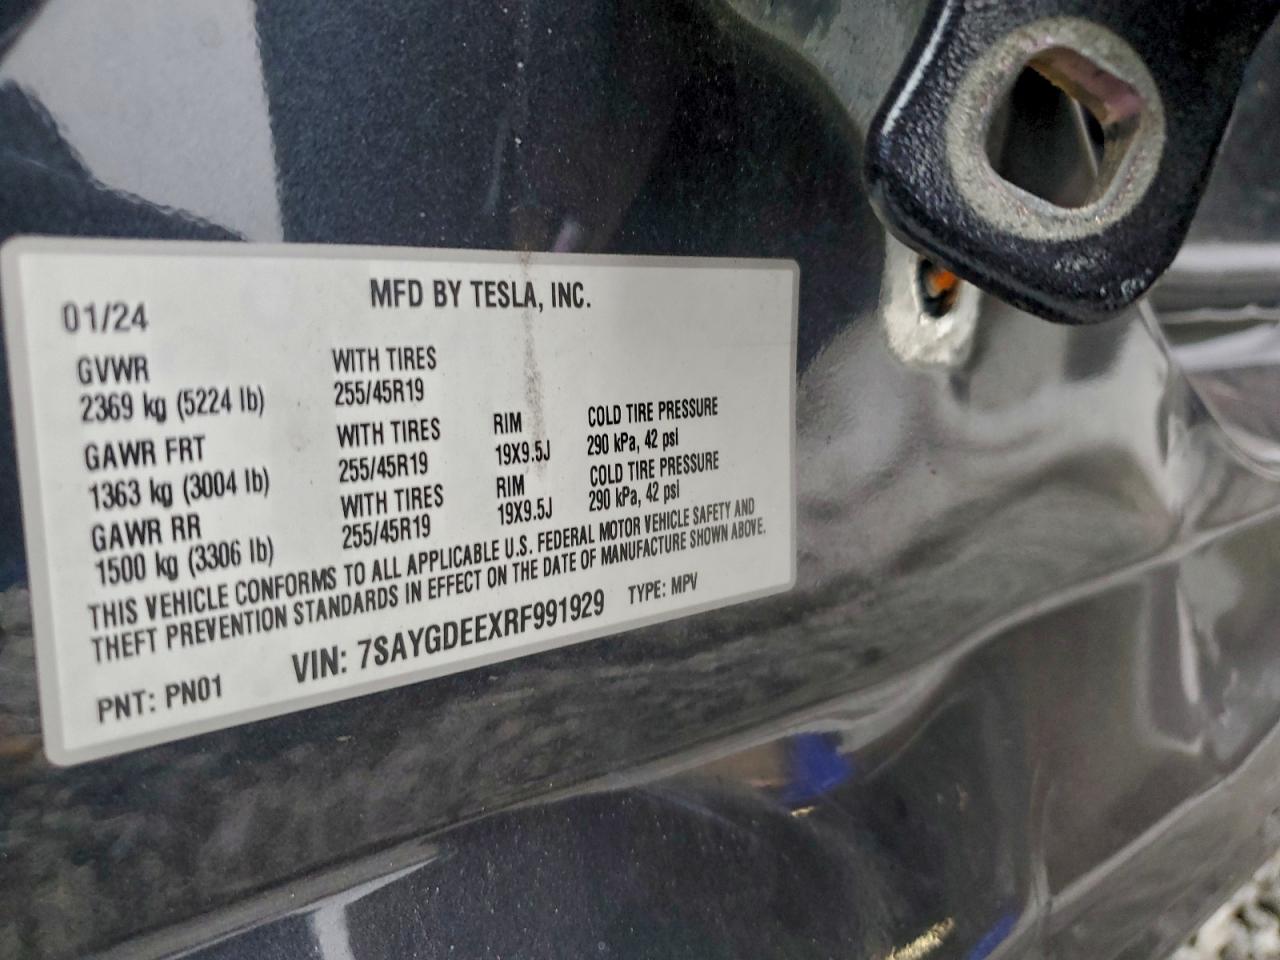 MFD BY TESLA, INC.
01/24
GVWR WITH TIRES
2369 kg (5224 lb) 255/45R19
GAWR FRT WITH TIRES RIM COLD TIRE PRESSURE
1363 kg (3004 lb) 255/45R19 19X9.5J 290 kPa, 42 psi
GAWR RR WITH TIRES RIM COLD TIRE PRESSURE
1500 kg (3306 lb) 255/45R19 19X9.5J 290 kPa, 42 psi
THIS VEHICLE CONFORMS TO ALL APPLICABLE U.S. FEDERAL MOTOR VEHICLE SAFETY AND
THEFT PREVENTION STANDARDS IN EFFECT ON THE DATE OF MANUFACTURE SHOWN ABOVE.
VIN: 7SAYGDEEXRF991929 TYPE: MPV
PNT: PN01